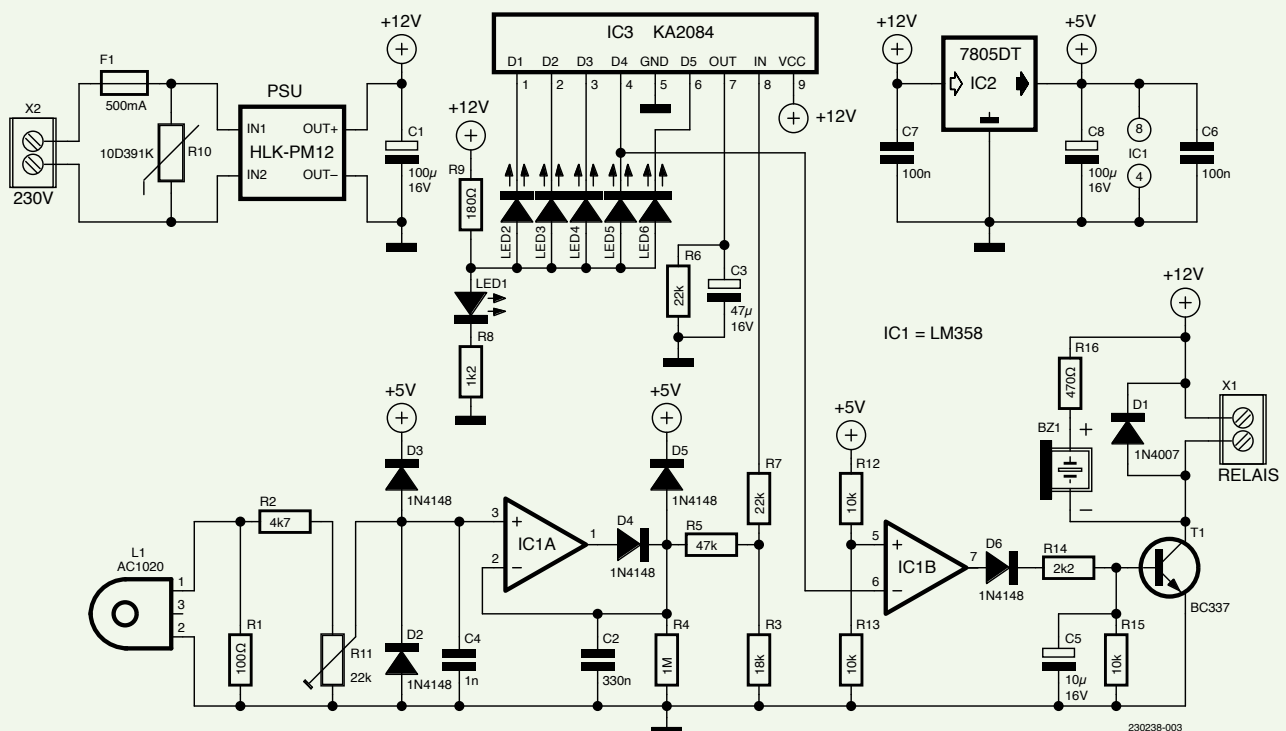 +12V
IC3 KA2084
D1 D2 D3 D4 GND D5 OUT IN VCC
1 2 3 4 5 6 7 8 9
+12V
+12V
7805DT
IC2
+5V
F1
500mA
X2
230V
10D391K
R10
PSU
IN1 OUT+
HLK-PM12
IN2 OUT–
C1
100µ
16V
+12V
R9
180Ω
LED2
LED3
LED4
LED5
LED6
C7
100n
C8
100µ
16V
8
IC1
4
C6
100n
LED1
R8
1k2
R6
22k
C3
47µ
16V
IC1 = LM358
+12V
R16
470Ω
BZ1
+
–
D1
1N4007
X1
RELAIS
+5V
D3
1N4148
+5V
D5
1N4148
R7
22k
+5V
R12
10k
L1
AC1020
1
3
2
R2
4k7
R1
100Ω
R11
22k
D2
1N4148
C4
1n
3 +
2 –
IC1A
1
D4
1N4148
R5
47k
C2
330n
R4
1M
R3
18k
R13
10k
5 +
6 –
IC1B
7
D6
1N4148
R14
2k2
T1
BC337
C5
10µ
16V
R15
10k
230238-003